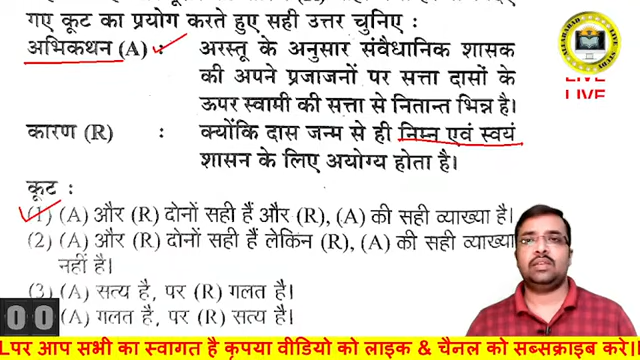 गए कूट का प्रयोग करते हुए सही उत्तर चुनिए :
अभिकथन (A) : अरस्तू के अनुसार संवैधानिक शासक
की अपने प्रजाजनों पर सत्ता दासों के
ऊपर स्वामी की सत्ता से नितान्त भिन्न है।
कारण (R) : क्योंकि दास जन्म से ही निम्न एवं स्वयं
शासन के लिए अयोग्य होता है।
कूट :
(1) (A) और (R) दोनों सही हैं और (R), (A) की सही व्याख्या है।
(2) (A) और (R) दोनों सही हैं लेकिन (R), (A) की सही व्याख्या
नहीं है।
(3) (A) सत्य है, पर (R) गलत है।
(A) गलत है, पर (R) सत्य है।
00
LIVE
LIVE
Lपर आप सभी का स्वागत है कृपया वीडियो को लाइक & चैनल को सब्सक्राइब करे।